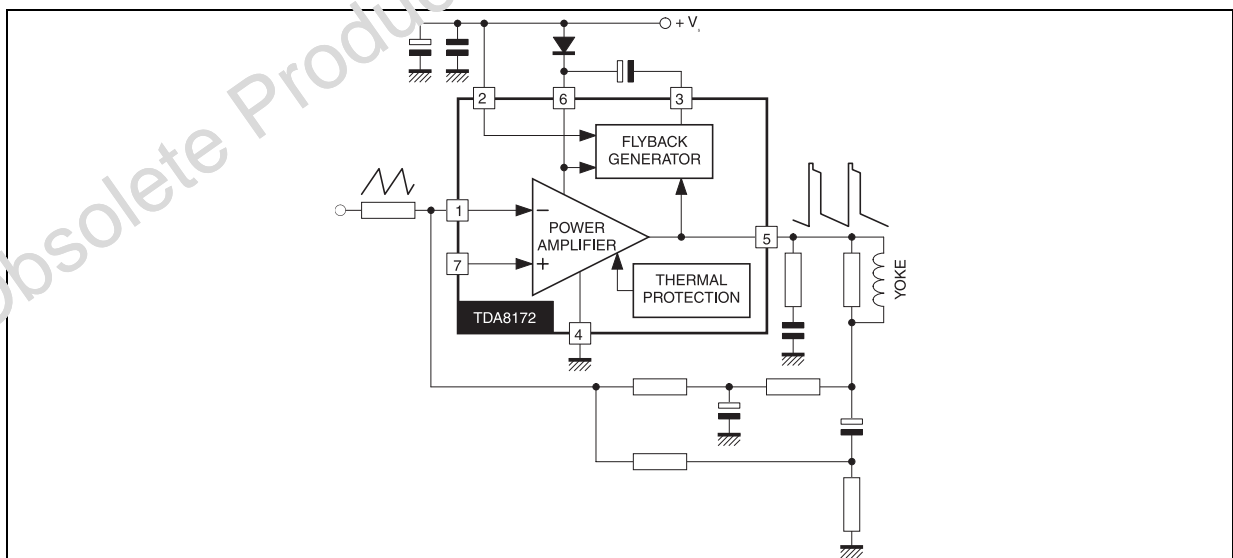 Obsolete Produc
+ V
2
6
3
FLYBACK
GENERATOR
1
−
POWER
AMPLIFIER
5
7
+
THERMAL
PROTECTION
YOKE
TDA8172
4